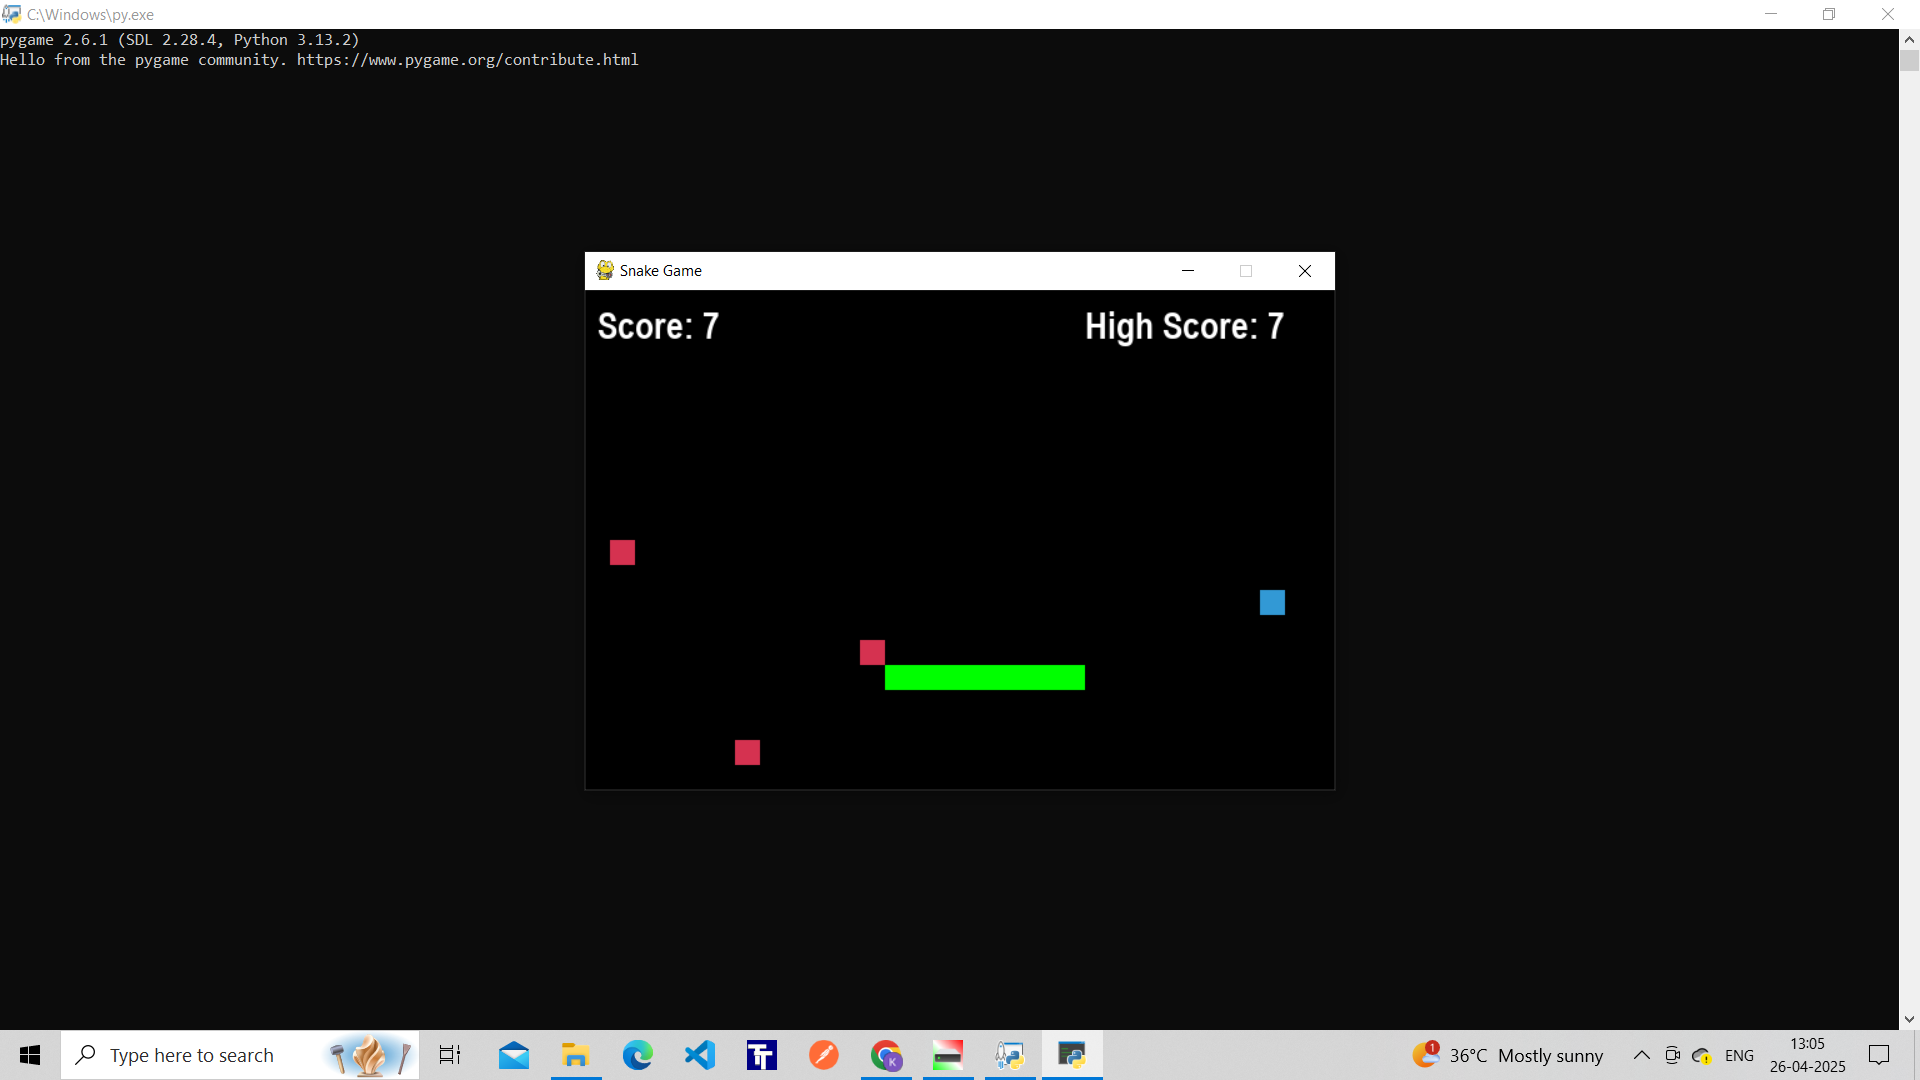 C:\Windows\py.exe
pygame 2.6.1 (SDL 2.28.4, Python 3.13.2)
Hello from the pygame community. https://www.pygame.org/contribute.html
Snake Game
Score: 7
High Score: 7
Type here to search
K
1
36°C Mostly sunny
ENG
13:05
26-04-2025